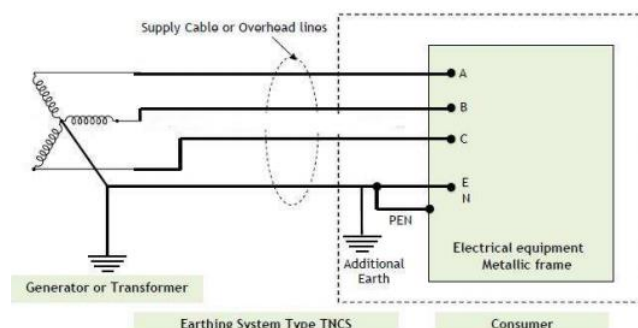 Supply Cable or Overhead lines
A
B
C
E
N
PEN
Additional
Earth
Electrical equipment
Metallic frame
Generator or Transformer
Earthing System Type TNCS
Consumer